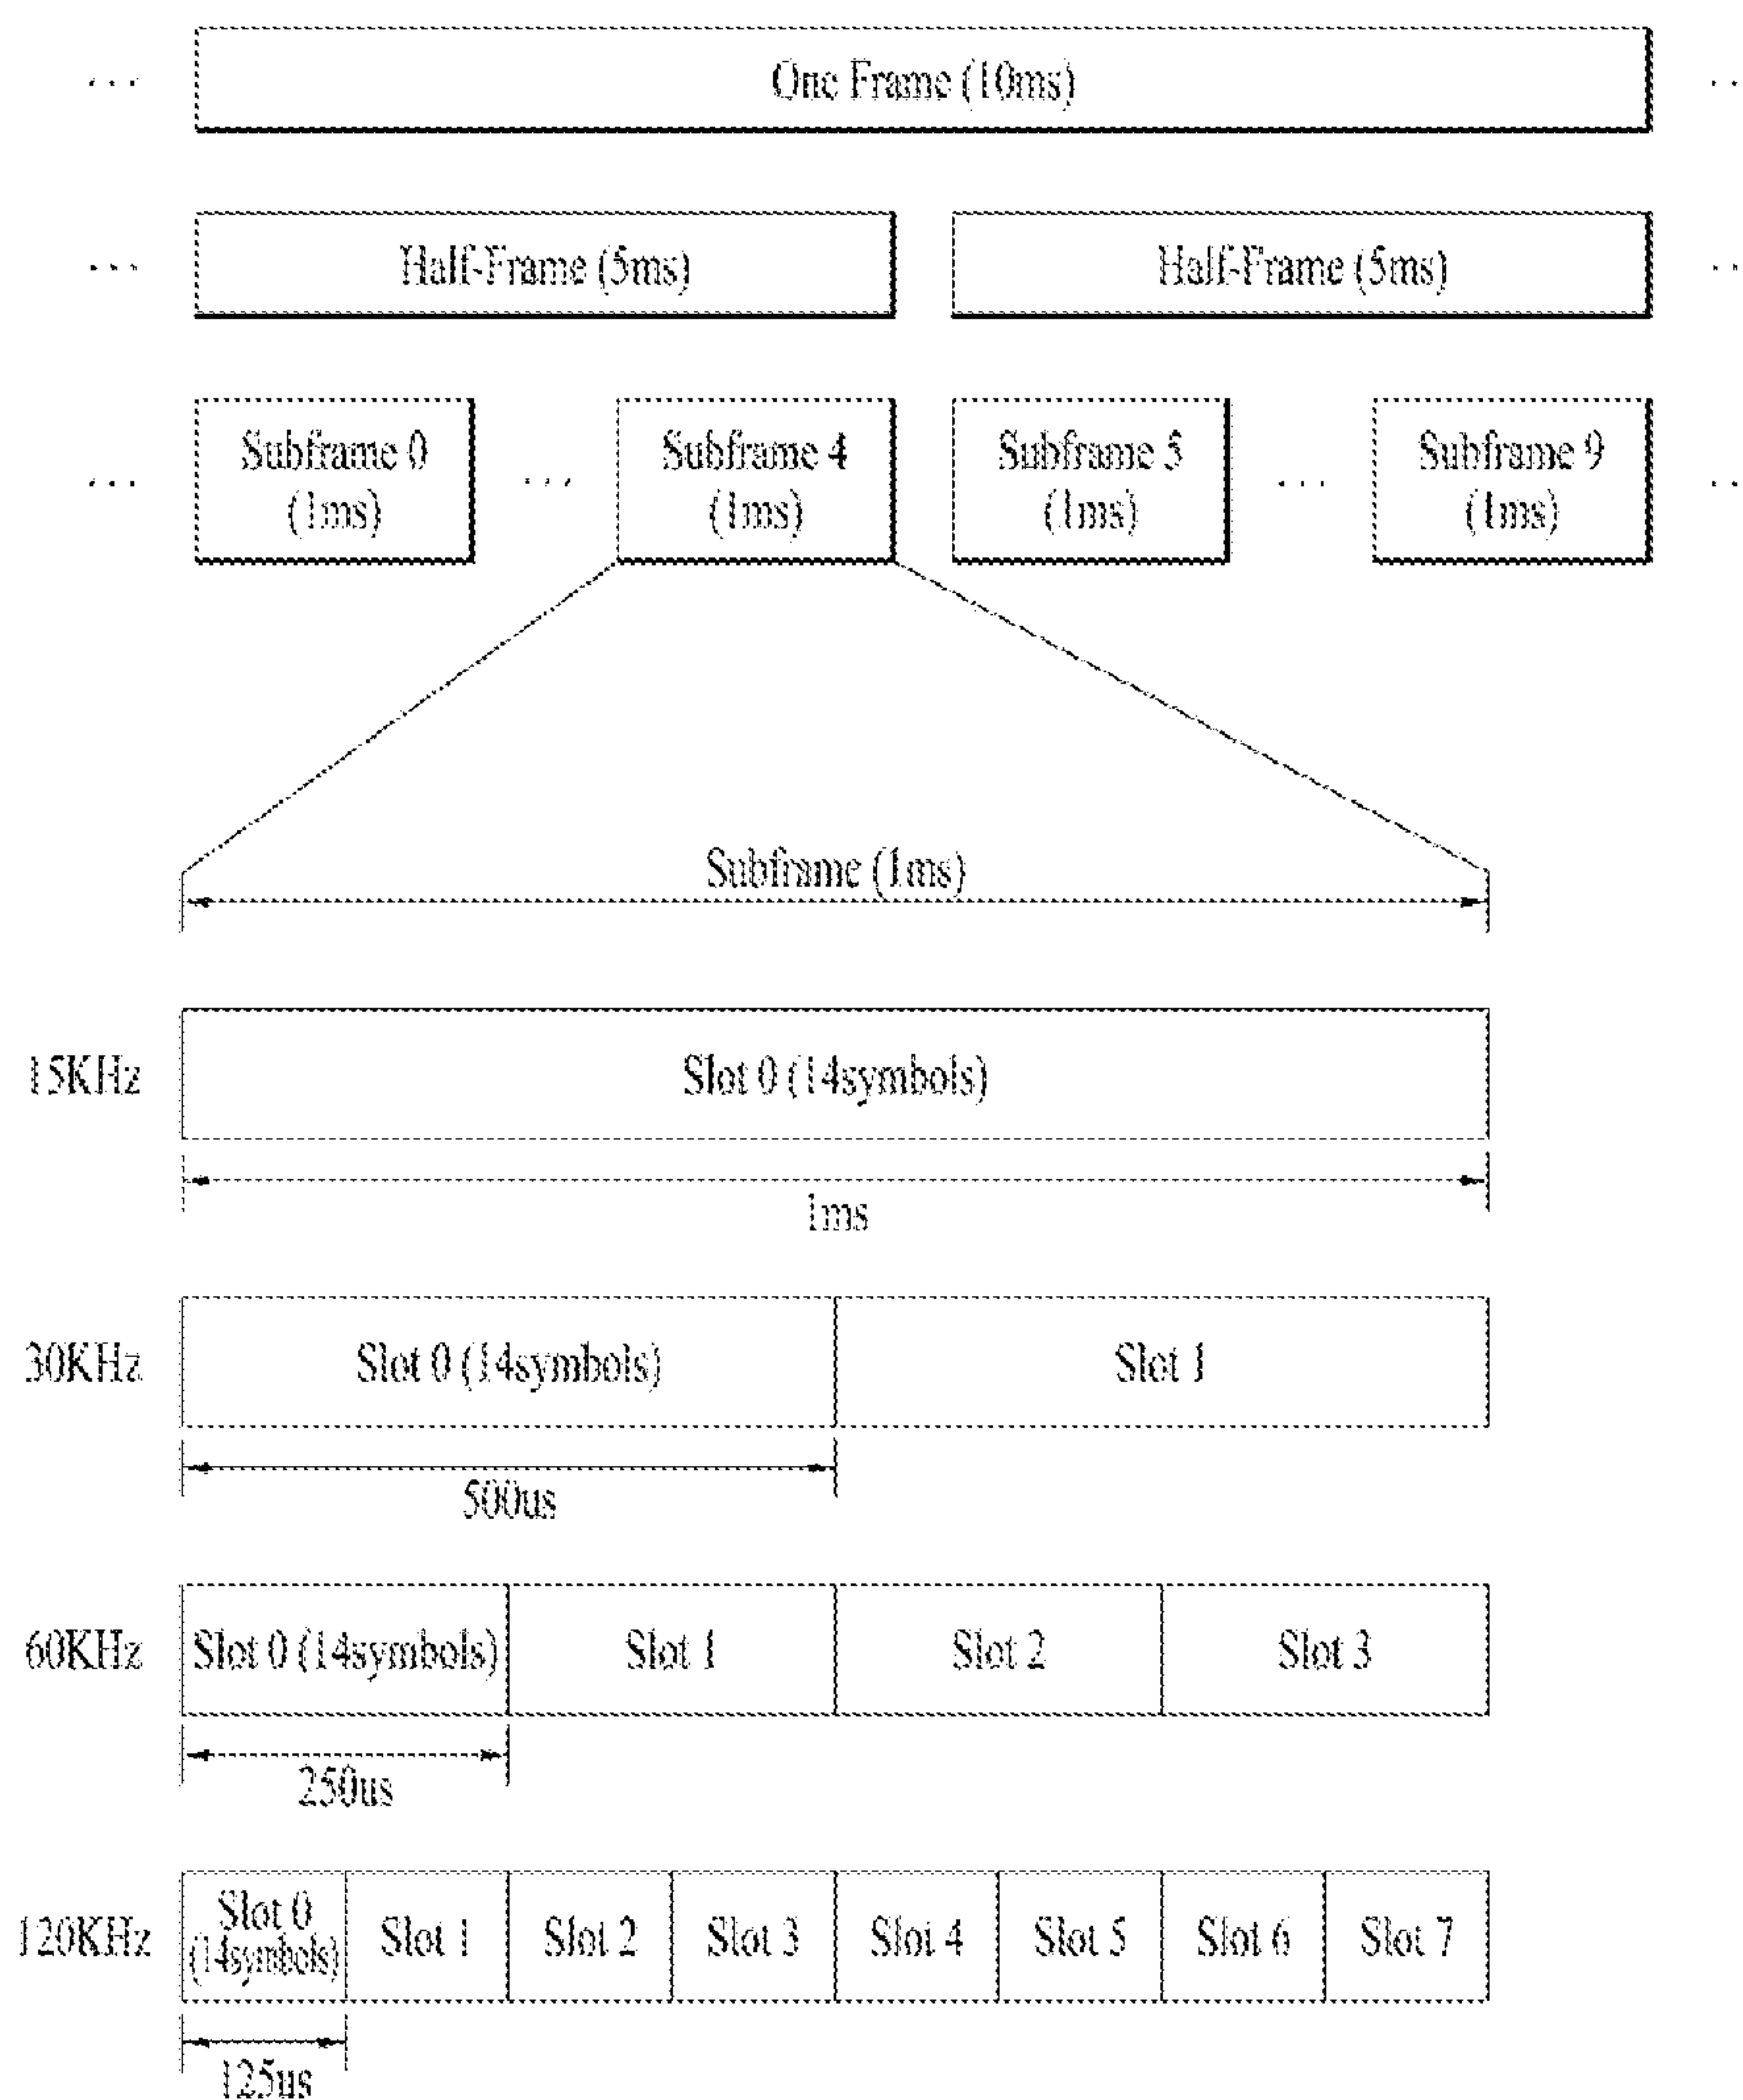 ... One Frame (10ms) ..
... Half-Frame (5ms) Half-Frame (5ms) ..
Subframe 0 Subframe 4 Subframe 5 Subframe 9
... (1ms) ... (1ms) (1ms) ... (1ms) ..
Subframe (1ms)
15KHz Slot 0 (14symbols)
1ms
30KHz Slot 0 (14symbols) Slot 1
500us
60KHz Slot 0 (14symbols) Slot 1 Slot 2 Slot 3
250us
120KHz Slot 0 (14symbols) Slot 1 Slot 2 Slot 3 Slot 4 Slot 5 Slot 6 Slot 7
125us